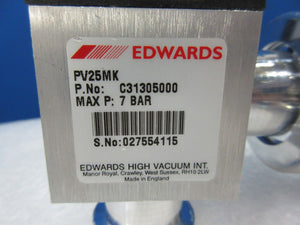 EDWARDS
PV25MK
P.No: C31305000
MAX P: 7 BAR
S.No:027554115
EDWARDS HIGH VACUUM INT.
Manor Royal, Crawley, West Sussex, RH10 2LW
Made in England